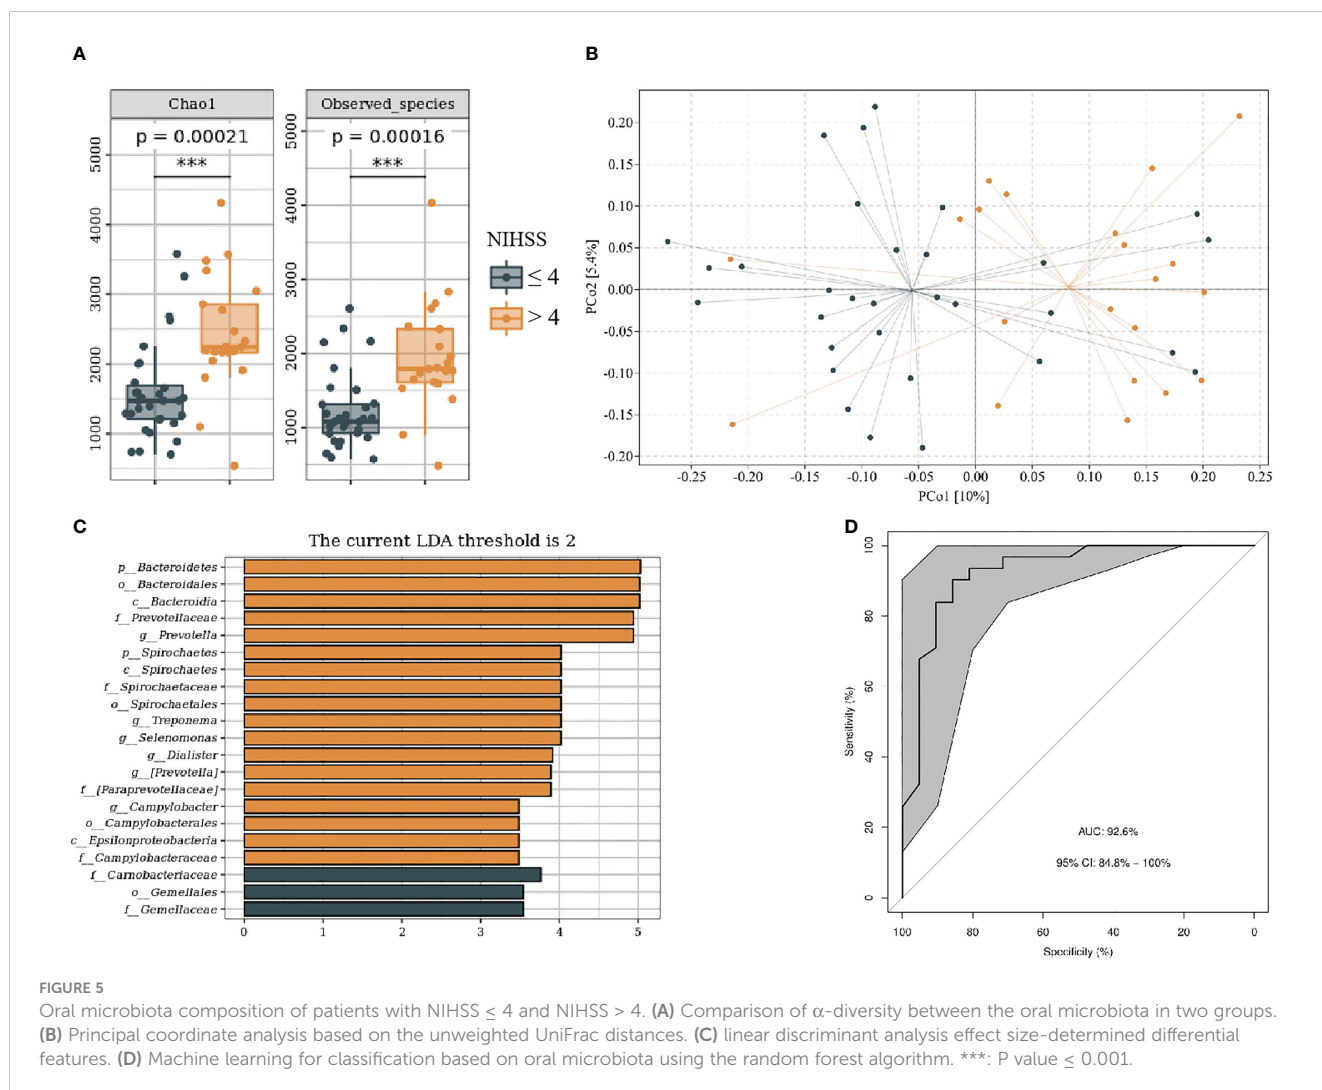 A
Chao1
Observed_species
p = 0.00021
p = 0.00016
***
***
5000
4000
3000
2000
1000
5000
4000
3000
2000
1000
NIHSS
≤ 4
> 4
B
0.20
0.15
0.10
0.05
0.00
-0.05
-0.10
-0.15
-0.20
PCo2 [5.4%]
-0.25 -0.20 -0.15 -0.10 -0.05 0.00 0.05 0.10 0.15 0.20 0.25
PCo1 [10%]
C
The current LDA threshold is 2
p__Bacteroidetes
o__Bacteroidales
c__Bacteroidia
f__Prevotellaceae
g__Prevotella
p__Spirochaetes
c__Spirochaetes
f__Spirochaetaceae
o__Spirochaetales
g__Treponema
g__Selenomonas
g__Dialister
g__[Prevotella]
f__[Paraprevotellaceae]
g__Campylobacter
o__Campylobacterales
c__Epsilonproteobacteria
f__Campylobacteraceae
f__Carnobacteriaceae
o__Gemellales
f__Gemellaceae
0 1 2 3 4 5
D
100
80
60
40
20
0
Sensitivity (%)
AUC: 92.6%
95% CI: 84.8% – 100%
100 80 60 40 20 0
Specificity (%)
FIGURE 5
Oral microbiota composition of patients with NIHSS ≤ 4 and NIHSS > 4. (A) Comparison of α-diversity between the oral microbiota in two groups.
(B) Principal coordinate analysis based on the unweighted UniFrac distances. (C) linear discriminant analysis effect size-determined differential
features. (D) Machine learning for classification based on oral microbiota using the random forest algorithm. ***: P value ≤ 0.001.